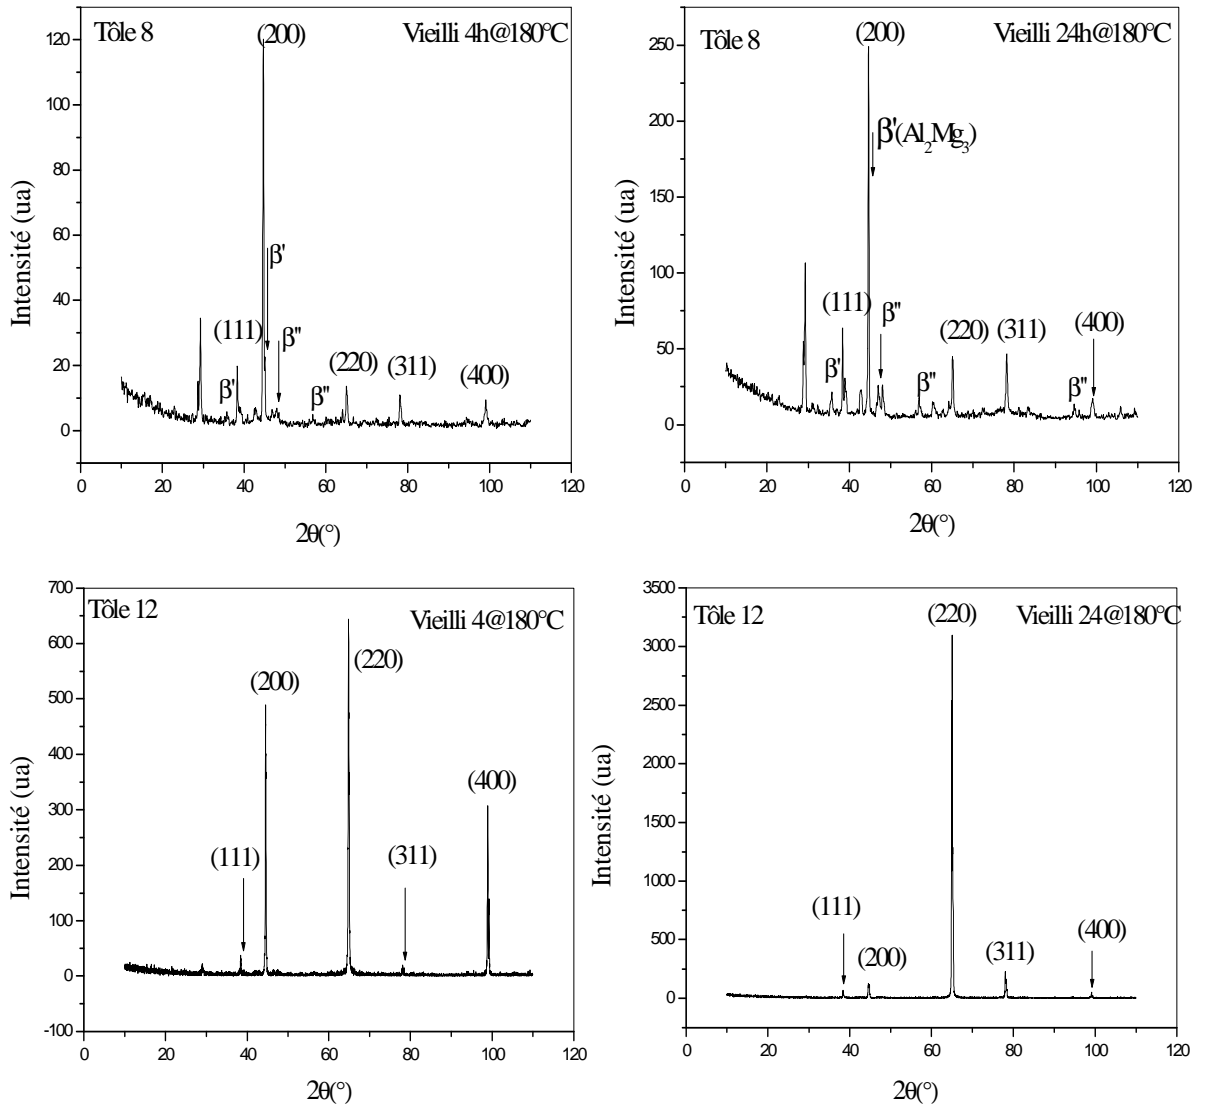 Tôle 8
(200)
Vieilli 4h@180°C
120
100
80
60
40
20
0
Intensité (ua)
β'
β"
(111)
β'
β"
(220)
(311)
(400)
0 20 40 60 80 100 120
2θ(°)
Tôle 8
(200)
Vieilli 24h@180°C
250
200
150
100
50
0
Intensité (ua)
β'(Al2Mg3)
(111)
β"
β'
β"
(220)
(311)
(400)
β"
0 20 40 60 80 100 120
2θ(°)
Tôle 12
Vieilli 4@180°C
700
600
500
400
300
200
100
0
-100
Intensité (ua)
(200)
(220)
(400)
(111)
(311)
0 20 40 60 80 100 120
2θ(°)
Tôle 12
(220)
Vieilli 24@180°C
3500
3000
2500
2000
1500
1000
500
0
Intensité (ua)
(111)
(200)
(311)
(400)
0 20 40 60 80 100 120
2θ(°)